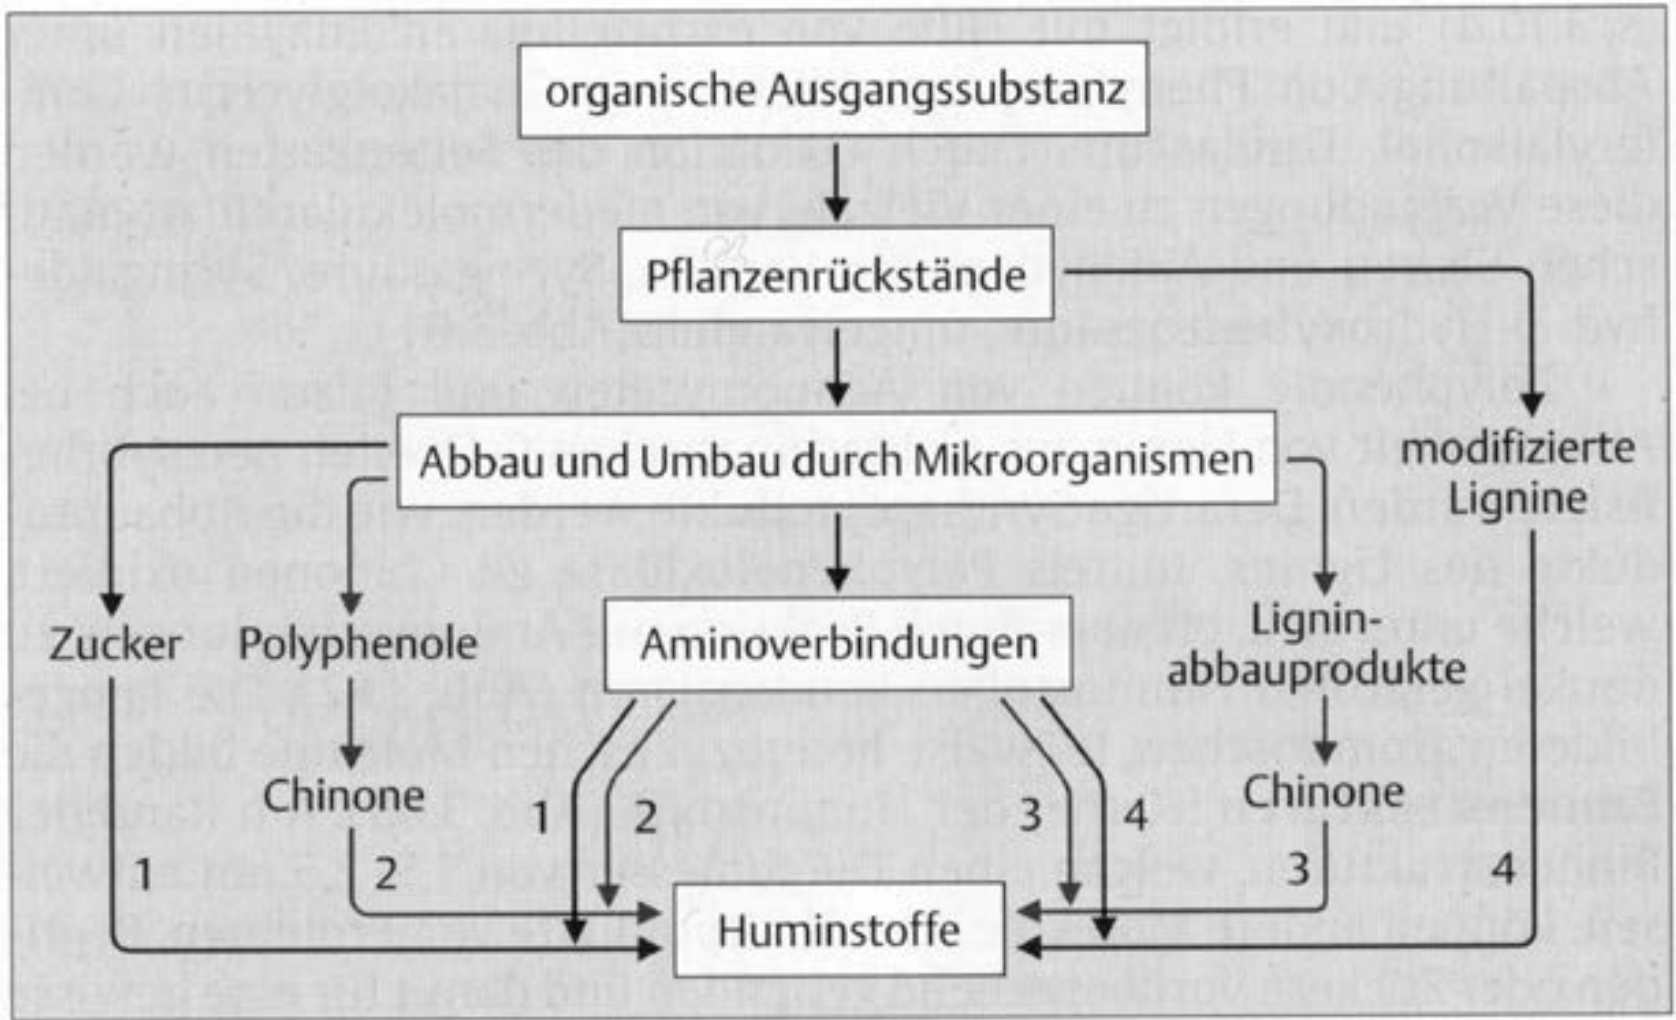 organische Ausgangssubstanz
Pflanzenrückstände
Abbau und Umbau durch Mikroorganismen
modifizierte
Lignine
Zucker
Polyphenole
Aminoverbindungen
Lignin-
abbauprodukte
Chinone
Chinone
1
2
3
4
1
2
3
4
Huminstoffe